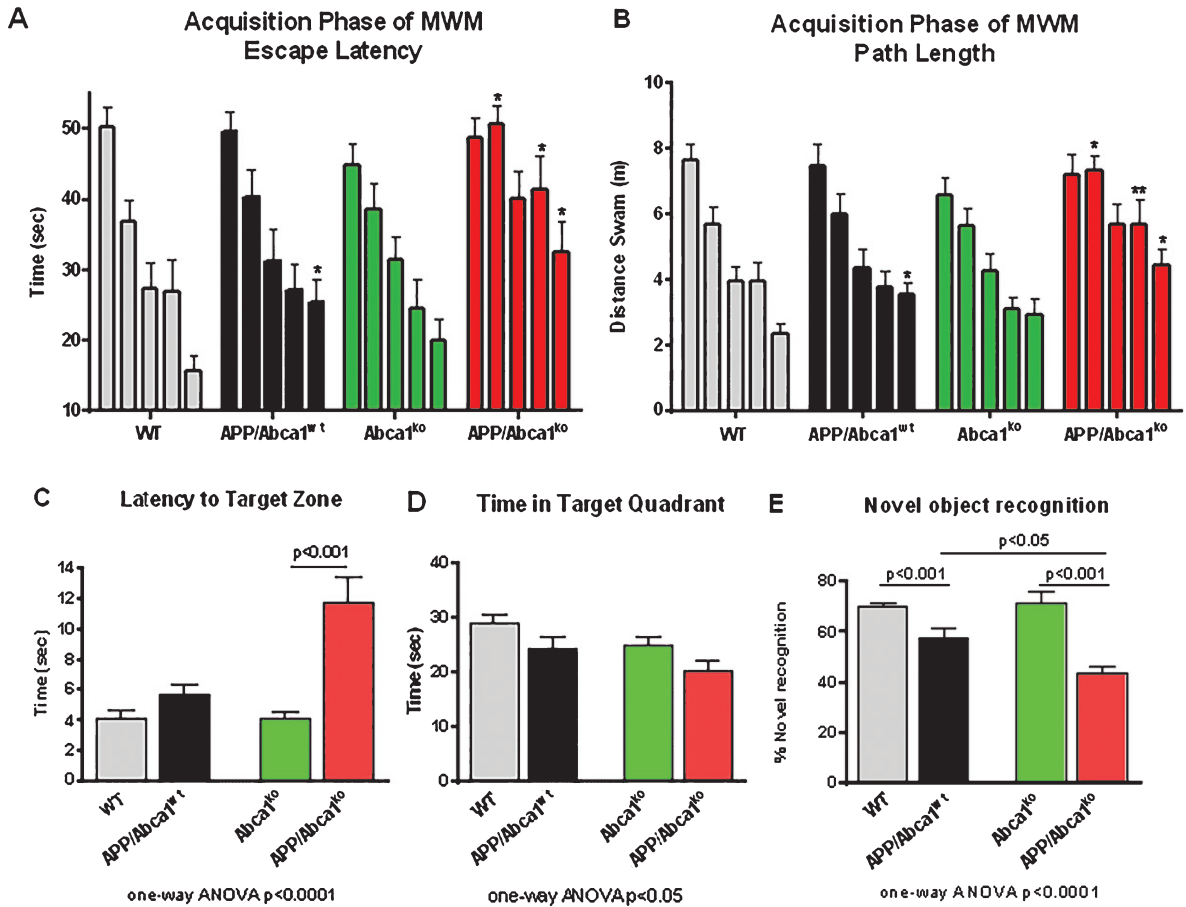 A
Acquisition Phase of MWM
Escape Latency
Time (sec)
50
40
30
20
10
*
*
*
*
WT
APP/Abca1ʷᵗ
Abca1ᵏᵒ
APP/Abca1ᵏᵒ
B
Acquisition Phase of MWM
Path Length
Distance Swam (m)
10
8
6
4
2
0
*
*
**
*
WT
APP/Abca1ʷᵗ
Abca1ᵏᵒ
APP/Abca1ᵏᵒ
C
Latency to Target Zone
p<0.001
Time (sec)
14
12
10
8
6
4
2
0
WT
APP/Abca1ʷᵗ
Abca1ᵏᵒ
APP/Abca1ᵏᵒ
one-way ANOVA p<0.0001
D
Time in Target Quadrant
Time (sec)
40
30
20
10
0
WT
APP/Abca1ʷᵗ
Abca1ᵏᵒ
APP/Abca1ᵏᵒ
one-way ANOVA p<0.05
E
Novel object recognition
p<0.05
p<0.001
p<0.001
% Novel recognition
80
60
40
20
0
WT
APP/Abca1ʷᵗ
Abca1ᵏᵒ
APP/Abca1ᵏᵒ
one-way ANOVA p<0.0001